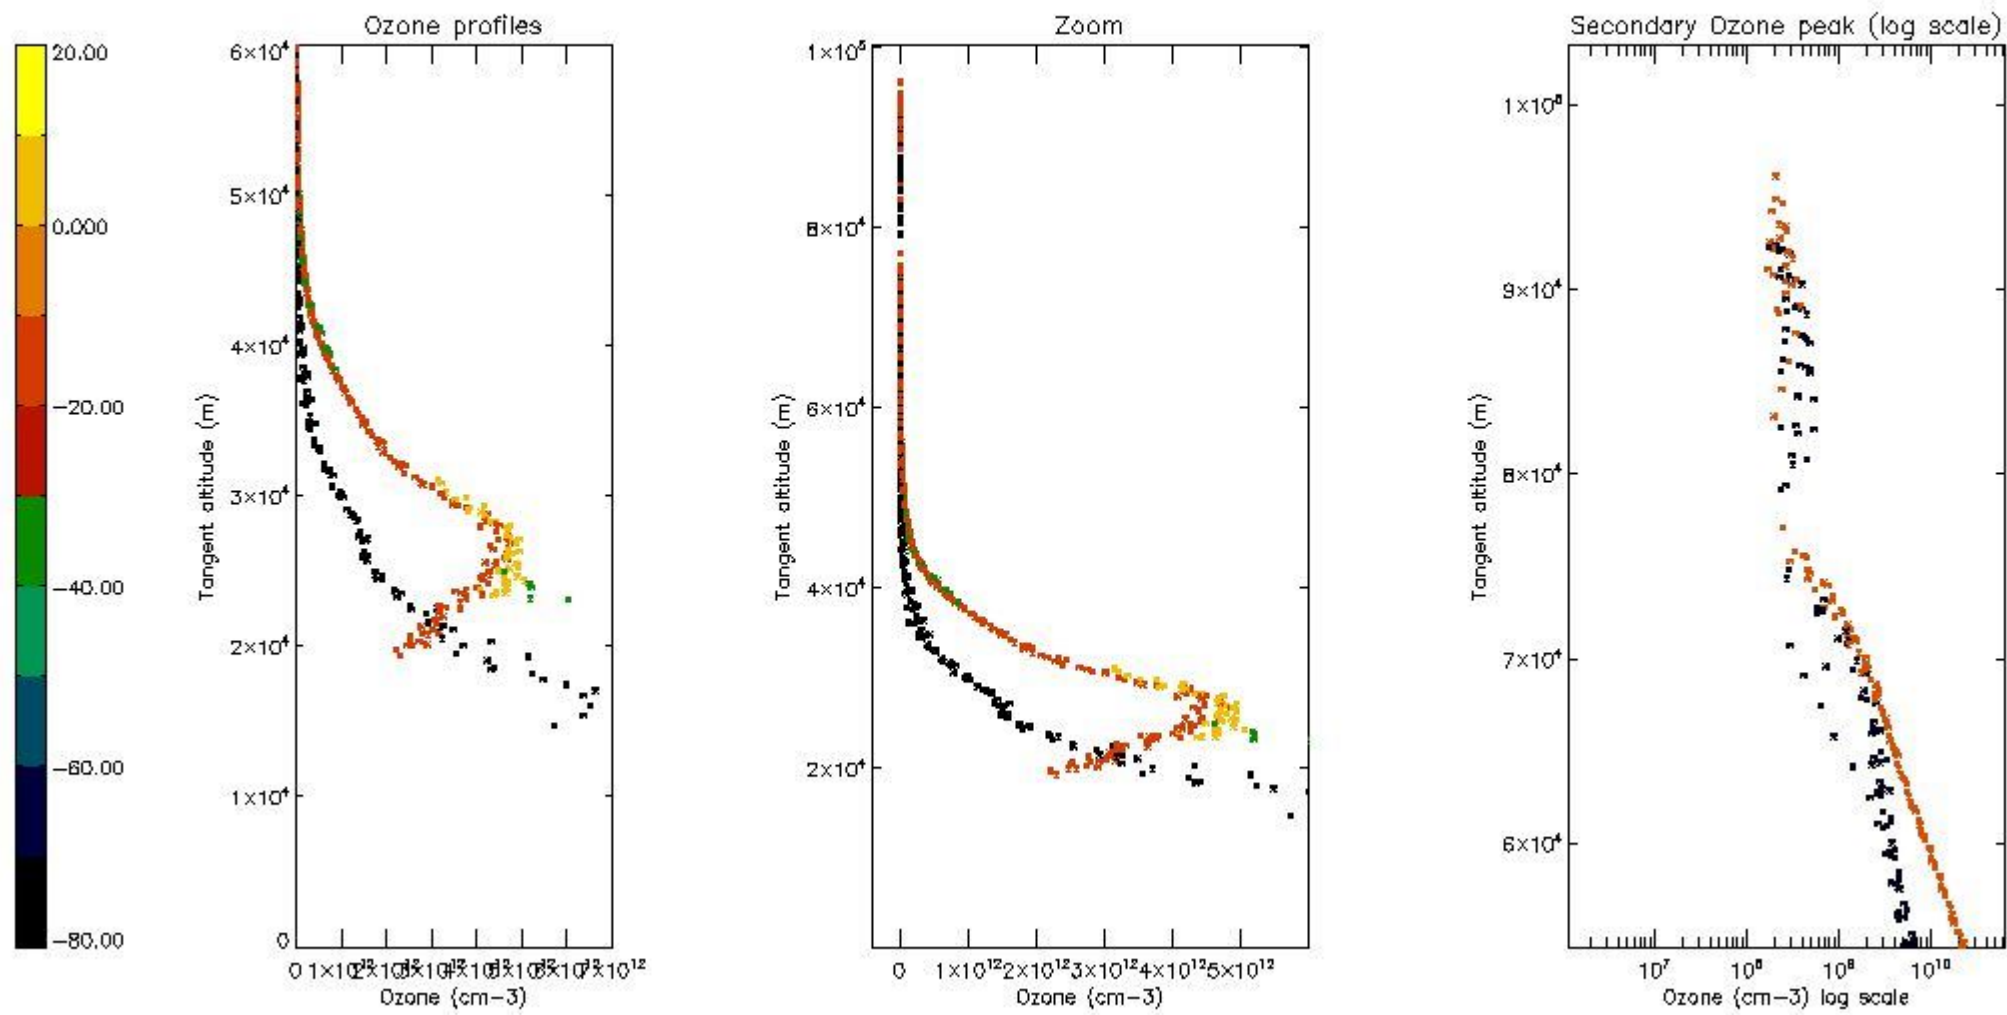 Ozone profiles
Zoom
Secondary Ozone peak (log scale)
20.00
0.000
−20.00
−40.00
−60.00
−80.00
6×10⁴
5×10⁴
4×10⁴
3×10⁴
2×10⁴
1×10⁴
0
Tangent altitude (m)
0
7×10¹²
Ozone (cm−3)
1×10⁵
8×10⁴
6×10⁴
4×10⁴
2×10⁴
Tangent altitude (m)
0 1×10¹² 2×10¹² 3×10¹² 4×10¹² 5×10¹²
Ozone (cm−3)
9×10⁴
8×10⁴
7×10⁴
6×10⁴
Tangent altitude (m)
10⁷ 10⁸ 10⁹ 10¹⁰
Ozone (cm−3) log scale